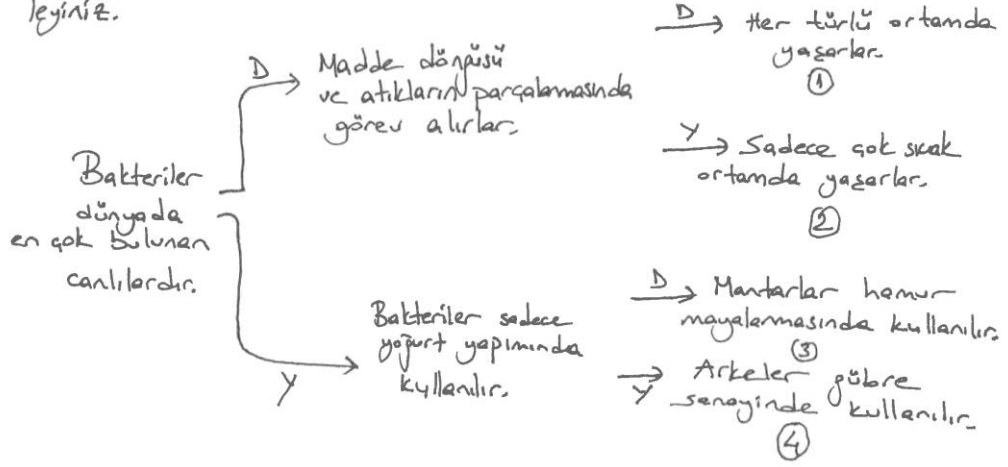 leyiniz.
Bakteriler
dünyada
en çok bulunan
canlılardır.
D
Madde döngüsü
ve atıkların parçalamasında
görev alırlar.
D
Her türlü ortamda
yaşarlar.
1
Y
Sadece çok sıcak
ortamda yaşarlar.
2
Y
Bakteriler sadece
yoğurt yapımında
kullanılır.
D
Mantarlar hamur
mayalanmasında kullanılır.
3
Y
Arkeler gübre
senayinde kullanılır.
4